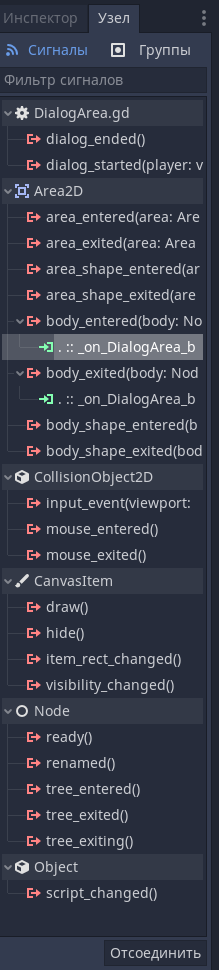 Инспектор Узел
Сигналы Группы
Фильтр сигналов
DialogArea.gd
dialog_ended()
dialog_started(player: v
Area2D
area_entered(area: Are
area_exited(area: Area
area_shape_entered(ar
area_shape_exited(are
body_entered(body: No
. :: _on_DialogArea_b
body_exited(body: Nod
. :: _on_DialogArea_b
body_shape_entered(b
body_shape_exited(bod
CollisionObject2D
input_event(viewport:
mouse_entered()
mouse_exited()
CanvasItem
draw()
hide()
item_rect_changed()
visibility_changed()
Node
ready()
renamed()
tree_entered()
tree_exited()
tree_exiting()
Object
script_changed()
Отсоединить